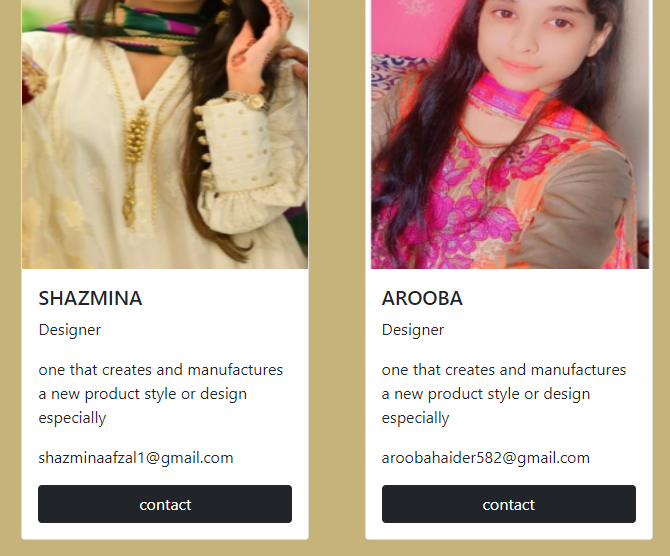 SHAZMINA
Designer
one that creates and manufactures
a new product style or design
especially
shazminaafzal1@gmail.com
contact
AROOBA
Designer
one that creates and manufactures
a new product style or design
especially
aroobahaider582@gmail.com
contact